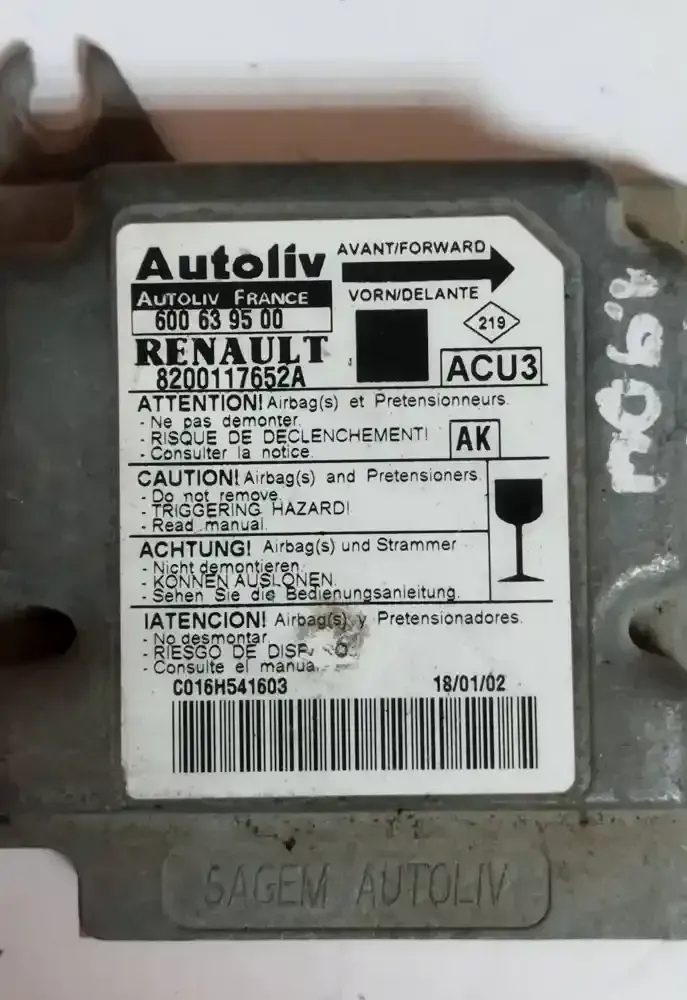 Autoliv
AVANT/FORWARD
AUTOLIV FRANCE
VORN/DELANTE
600 63 95 00
219
RENAULT
ACU3
8200117652A
ATTENTION! Airbag(s) et Pretensionneurs.
- Ne pas demonter.
- RISQUE DE DECLENCHEMENT!
- Consulter la notice.
AK
CAUTION! Airbag(s) and Pretensioners.
- Do not remove.
- TRIGGERING HAZARD!
- Read manual.
ACHTUNG! Airbag(s) und Strammer
- Nicht demontieren.
- KONNEN AUSLONEN.
- Sehen Sie die Bedienungsanleitung.
!ATENCION! Airbag(s) y Pretensionadores.
- No desmontar.
- RIESGO DE
- Consulte el
C016H541603
18/01/02
SAGEM AUTOLIV